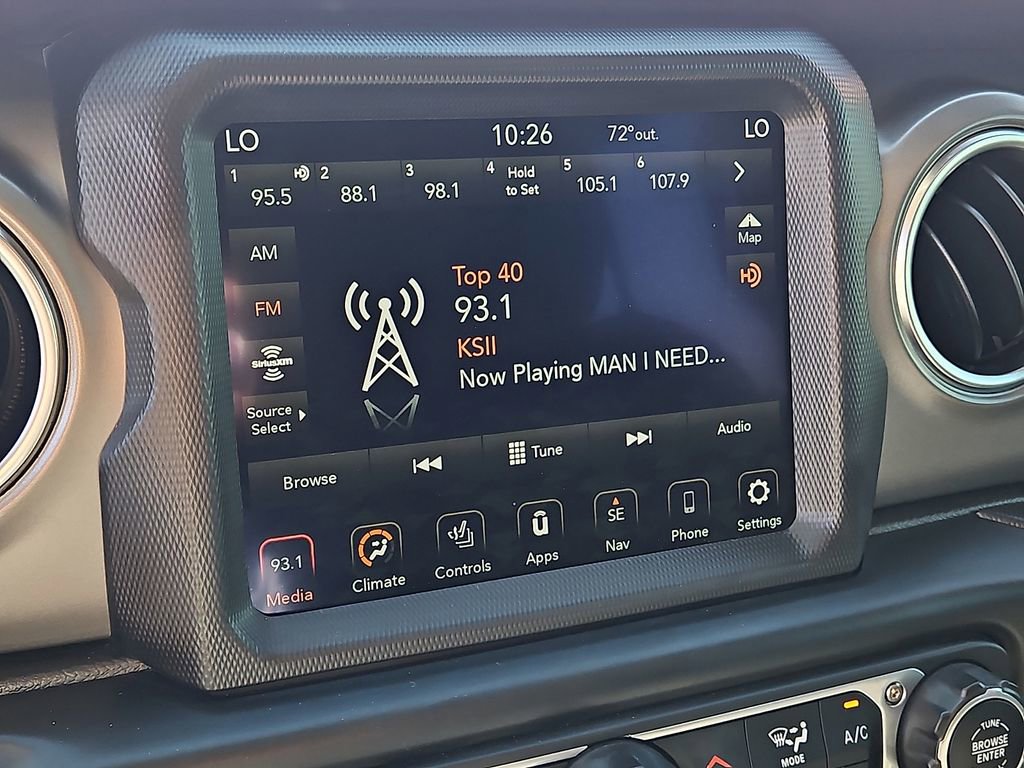 LO 10:26 72° out. LO
1 95.5 HD 2 88.1 3 98.1 4 Hold to Set 5 105.1 6 107.9
AM
FM
SiriusXM
Source
Select
Map
HD
Top 40
93.1
KSII
Now Playing MAN I NEED...
Browse Tune Audio
93.1 SE
Media Climate Controls Apps Nav Phone Settings
MODE
A/C
TUNE
BROWSE
ENTER